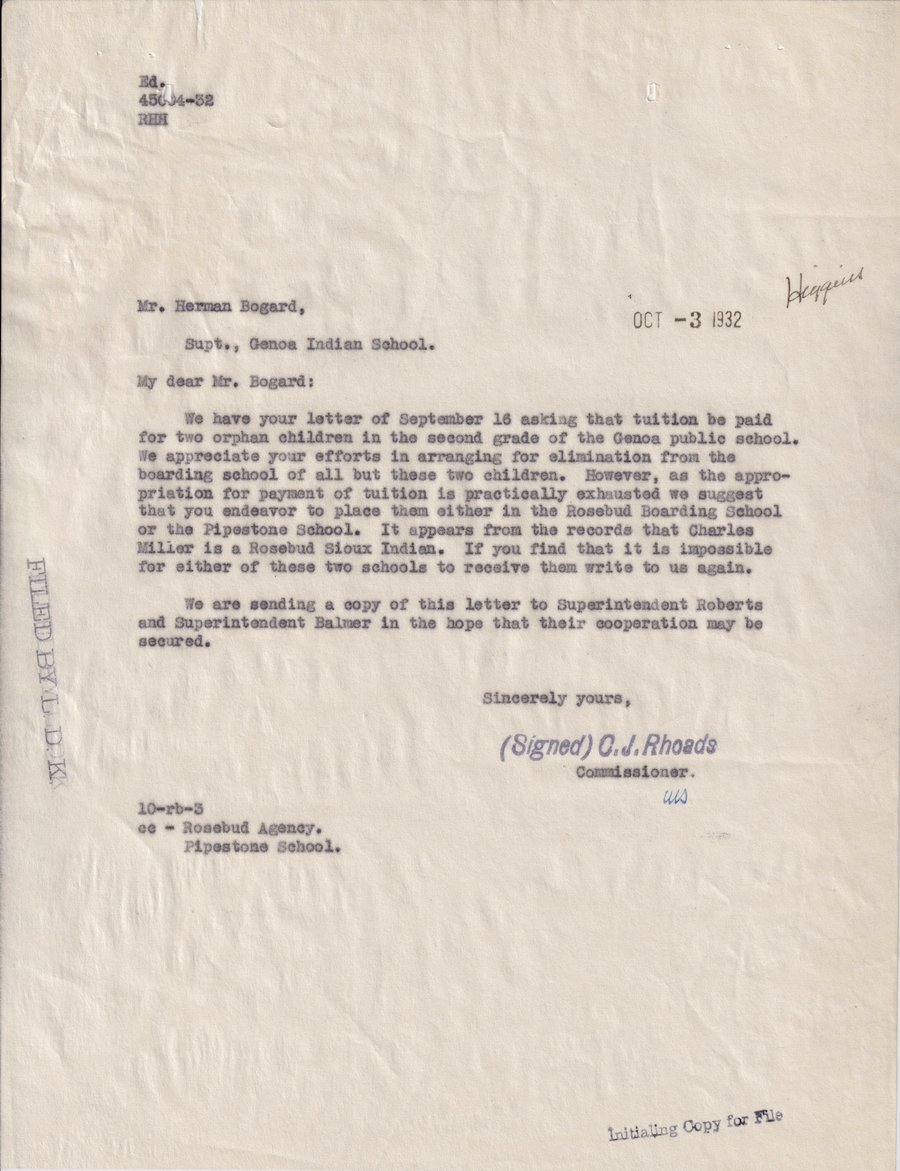 Ed.
45604-32
RHH
Higgins
Mr. Herman Bogard,
OCT -3 1932
Supt., Genoa Indian School.
My dear Mr. Bogard:
We have your letter of September 16 asking that tuition be paid
for two orphan children in the second grade of the Genoa public school.
We appreciate your efforts in arranging for elimination from the
boarding school of all but these two children. However, as the appro-
priation for payment of tuition is practically exhausted we suggest
that you endeavor to place them either in the Rosebud Boarding School
or the Pipestone School. It appears from the records that Charles
Miller is a Rosebud Sioux Indian. If you find that it is impossible
for either of these two schools to receive them write to us again.
We are sending a copy of this letter to Superintendent Roberts
and Superintendent Balmer in the hope that their cooperation may be
secured.
Sincerely yours,
(Signed) C. J. Rhoads
Commissioner.
10-rb-3
cc - Rosebud Agency.
Pipestone School.
FILED BY L. D. K.
Initialing Copy for File